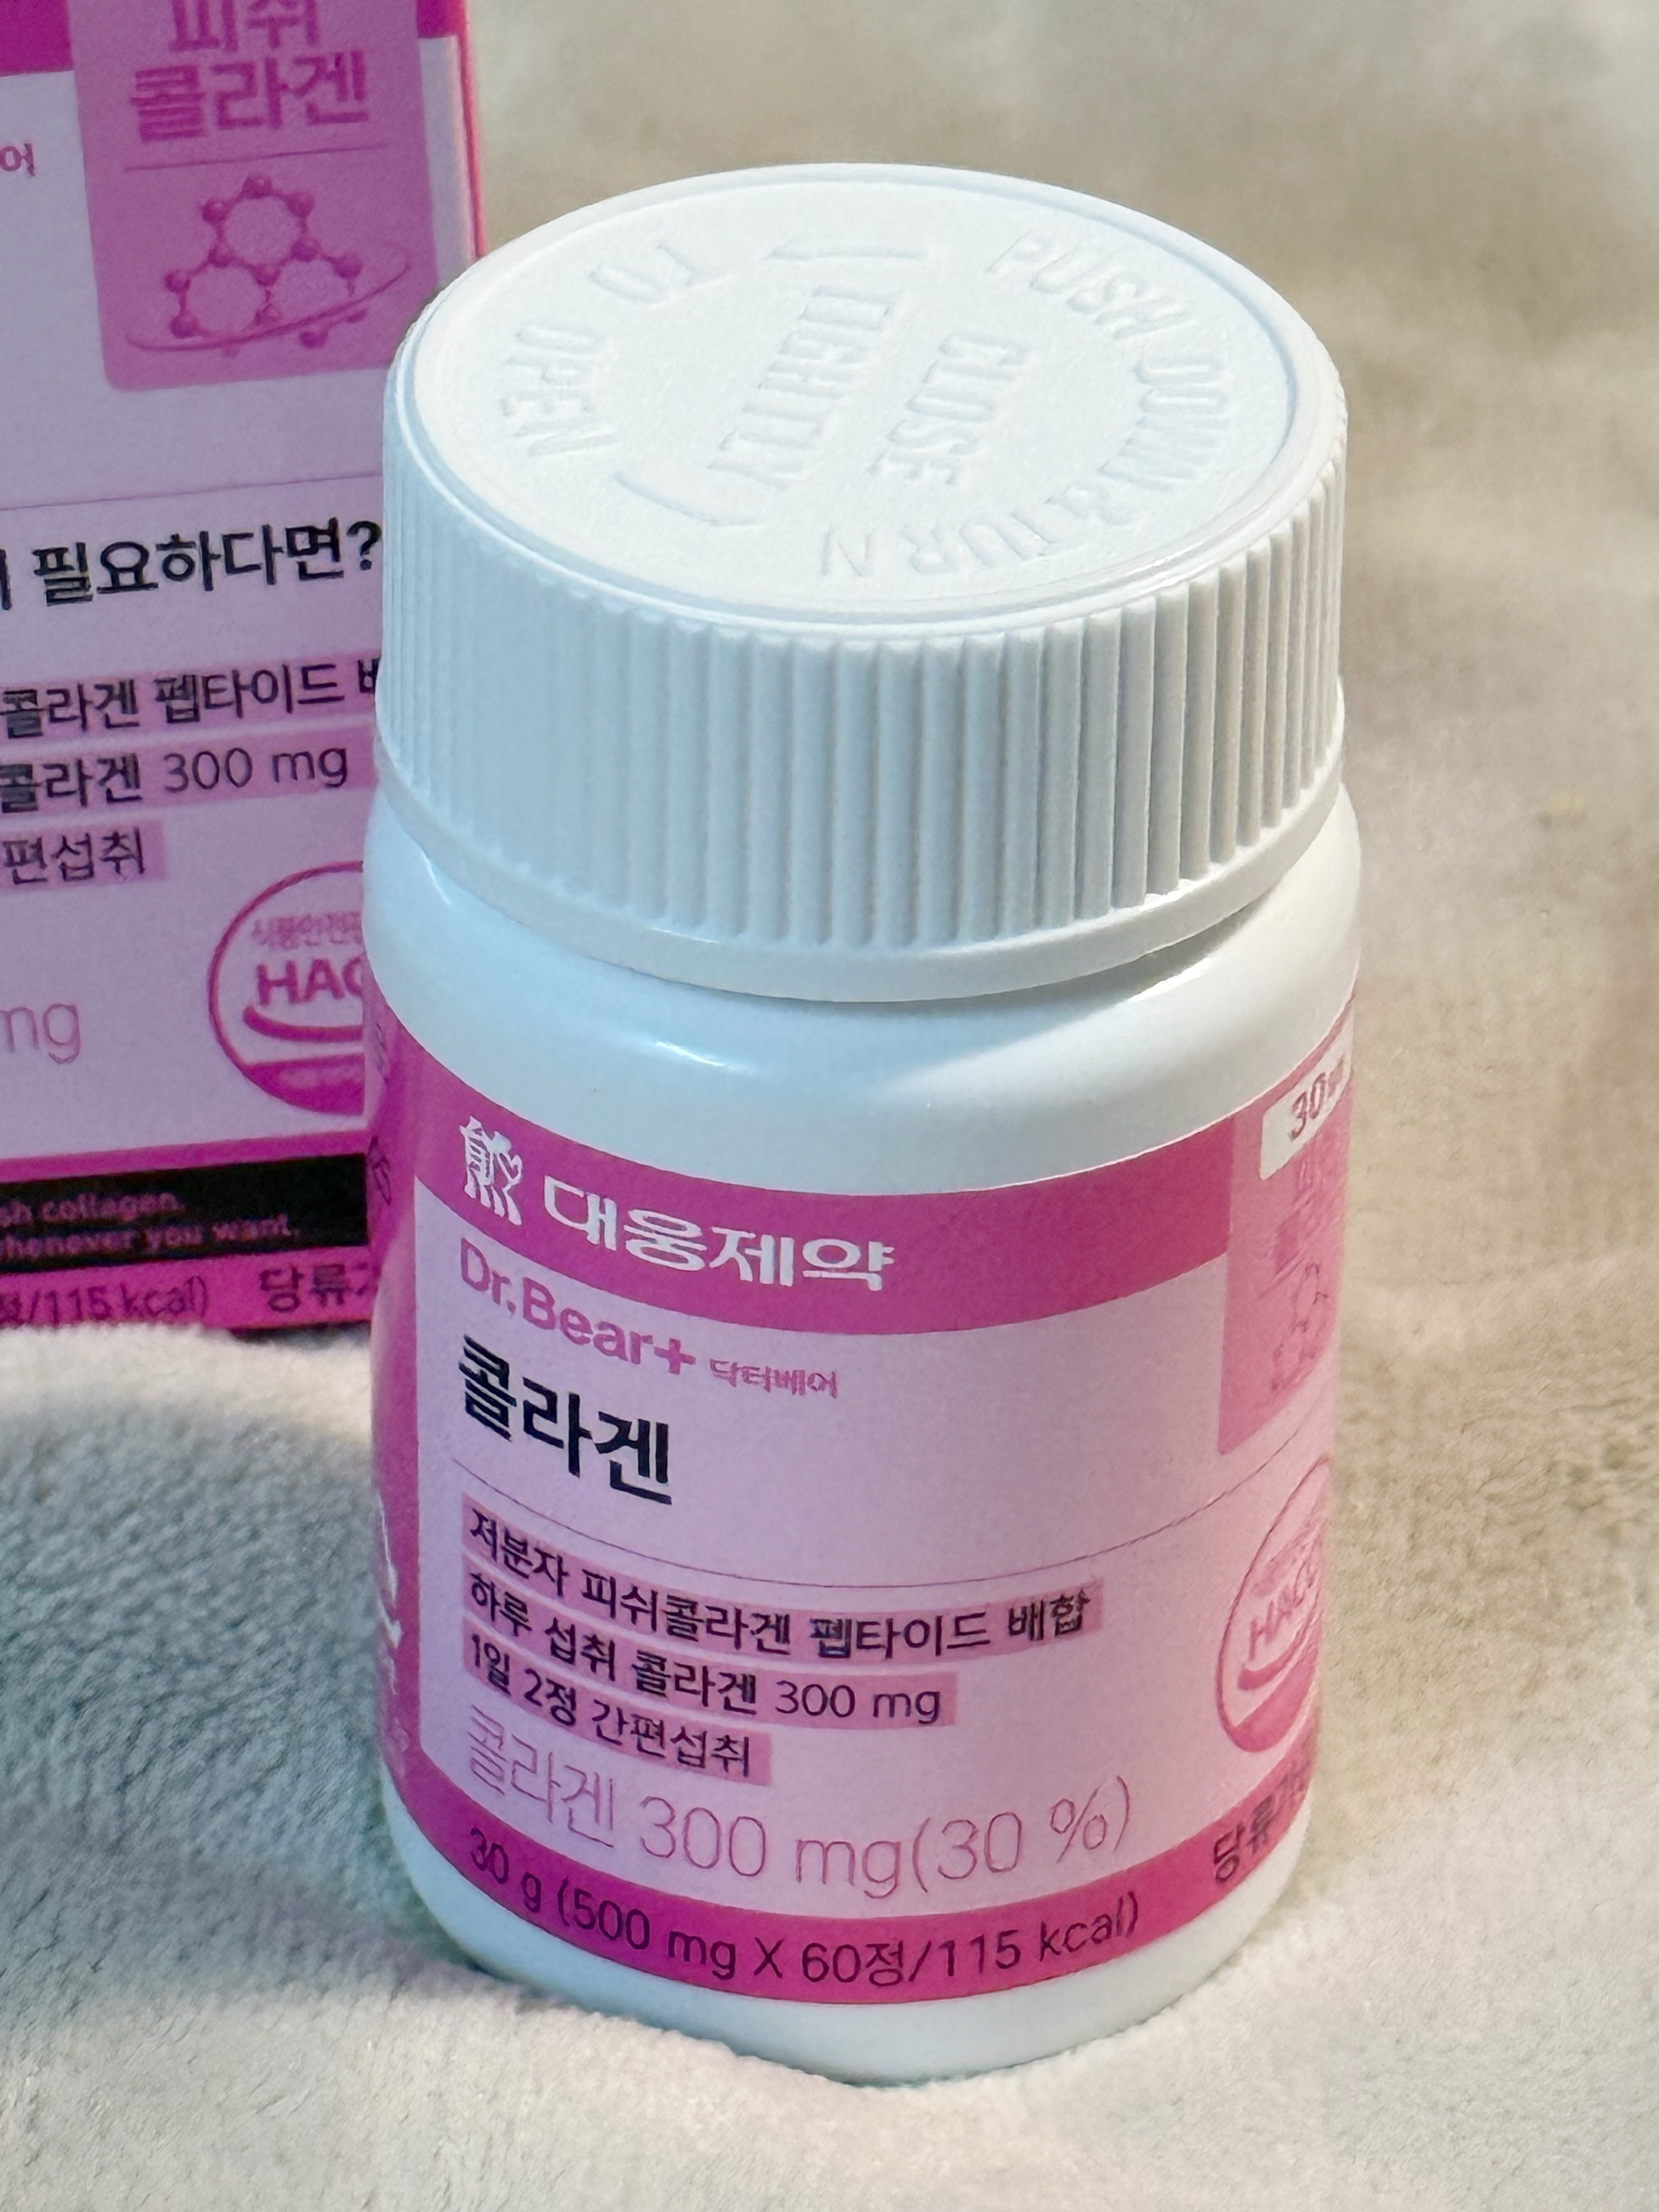 피쉬
콜라겐
어
필요하다면?
콜라겐 펩타이드
콜라겐 300 mg
편섭취
HAC
mg
sh collagen.
whenever you want.
정/115 kcal) 당류
PUSH DOWN & TURN
TO OPEN
CLOSE
TIGHTLY
대웅제약
30
Dr.Bear+ 닥터베어
콜라겐
저분자 피쉬콜라겐 펩타이드 배합
하루 섭취 콜라겐 300 mg
1일 2정 간편섭취
HACC
콜라겐 300 mg(30 %)
30 g (500 mg X 60정/115 kcal)
당류